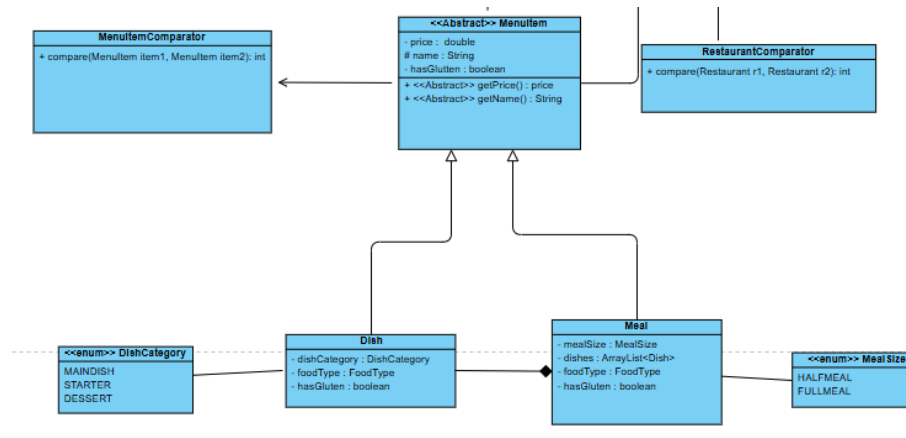 <<Abstract>> MenuItem
- price : double
# name : String
- hasGlutten : boolean
+ <<Abstract>> getPrice() : price
+ <<Abstract>> getName() : String
MenuItemComparator
+ compare(MenuItem item1, MenuItem item2): int
RestaurantComparator
+ compare(Restaurant r1, Restaurant r2): int
<<enum>> DishCategory
MAINDISH
STARTER
DESSERT
Dish
- dishCategory : DishCategory
- foodType : FoodType
- hasGluten : boolean
Meal
- mealSize : MealSize
- dishes : ArrayList<Dish>
- foodType : FoodType
- hasGluten : boolean
<<enum>> MealSize
HALFMEAL
FULLMEAL